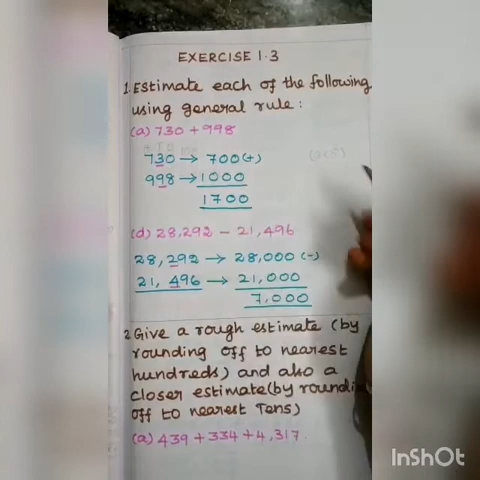 EXERCISE 1.3
1. Estimate each of the following
using general rule:
(a) 730 + 998
730 → 700 (+)
998 → 1000
1700
(d) 28,292 - 21,496
28,292 → 28,000 (-)
21,496 → 21,000
7,000
2. Give a rough estimate (by
rounding off to nearest
hundreds) and also a
closer estimate (by
off to nearest Tens)
(a) 439 + 334 + 4,317.
InShOt